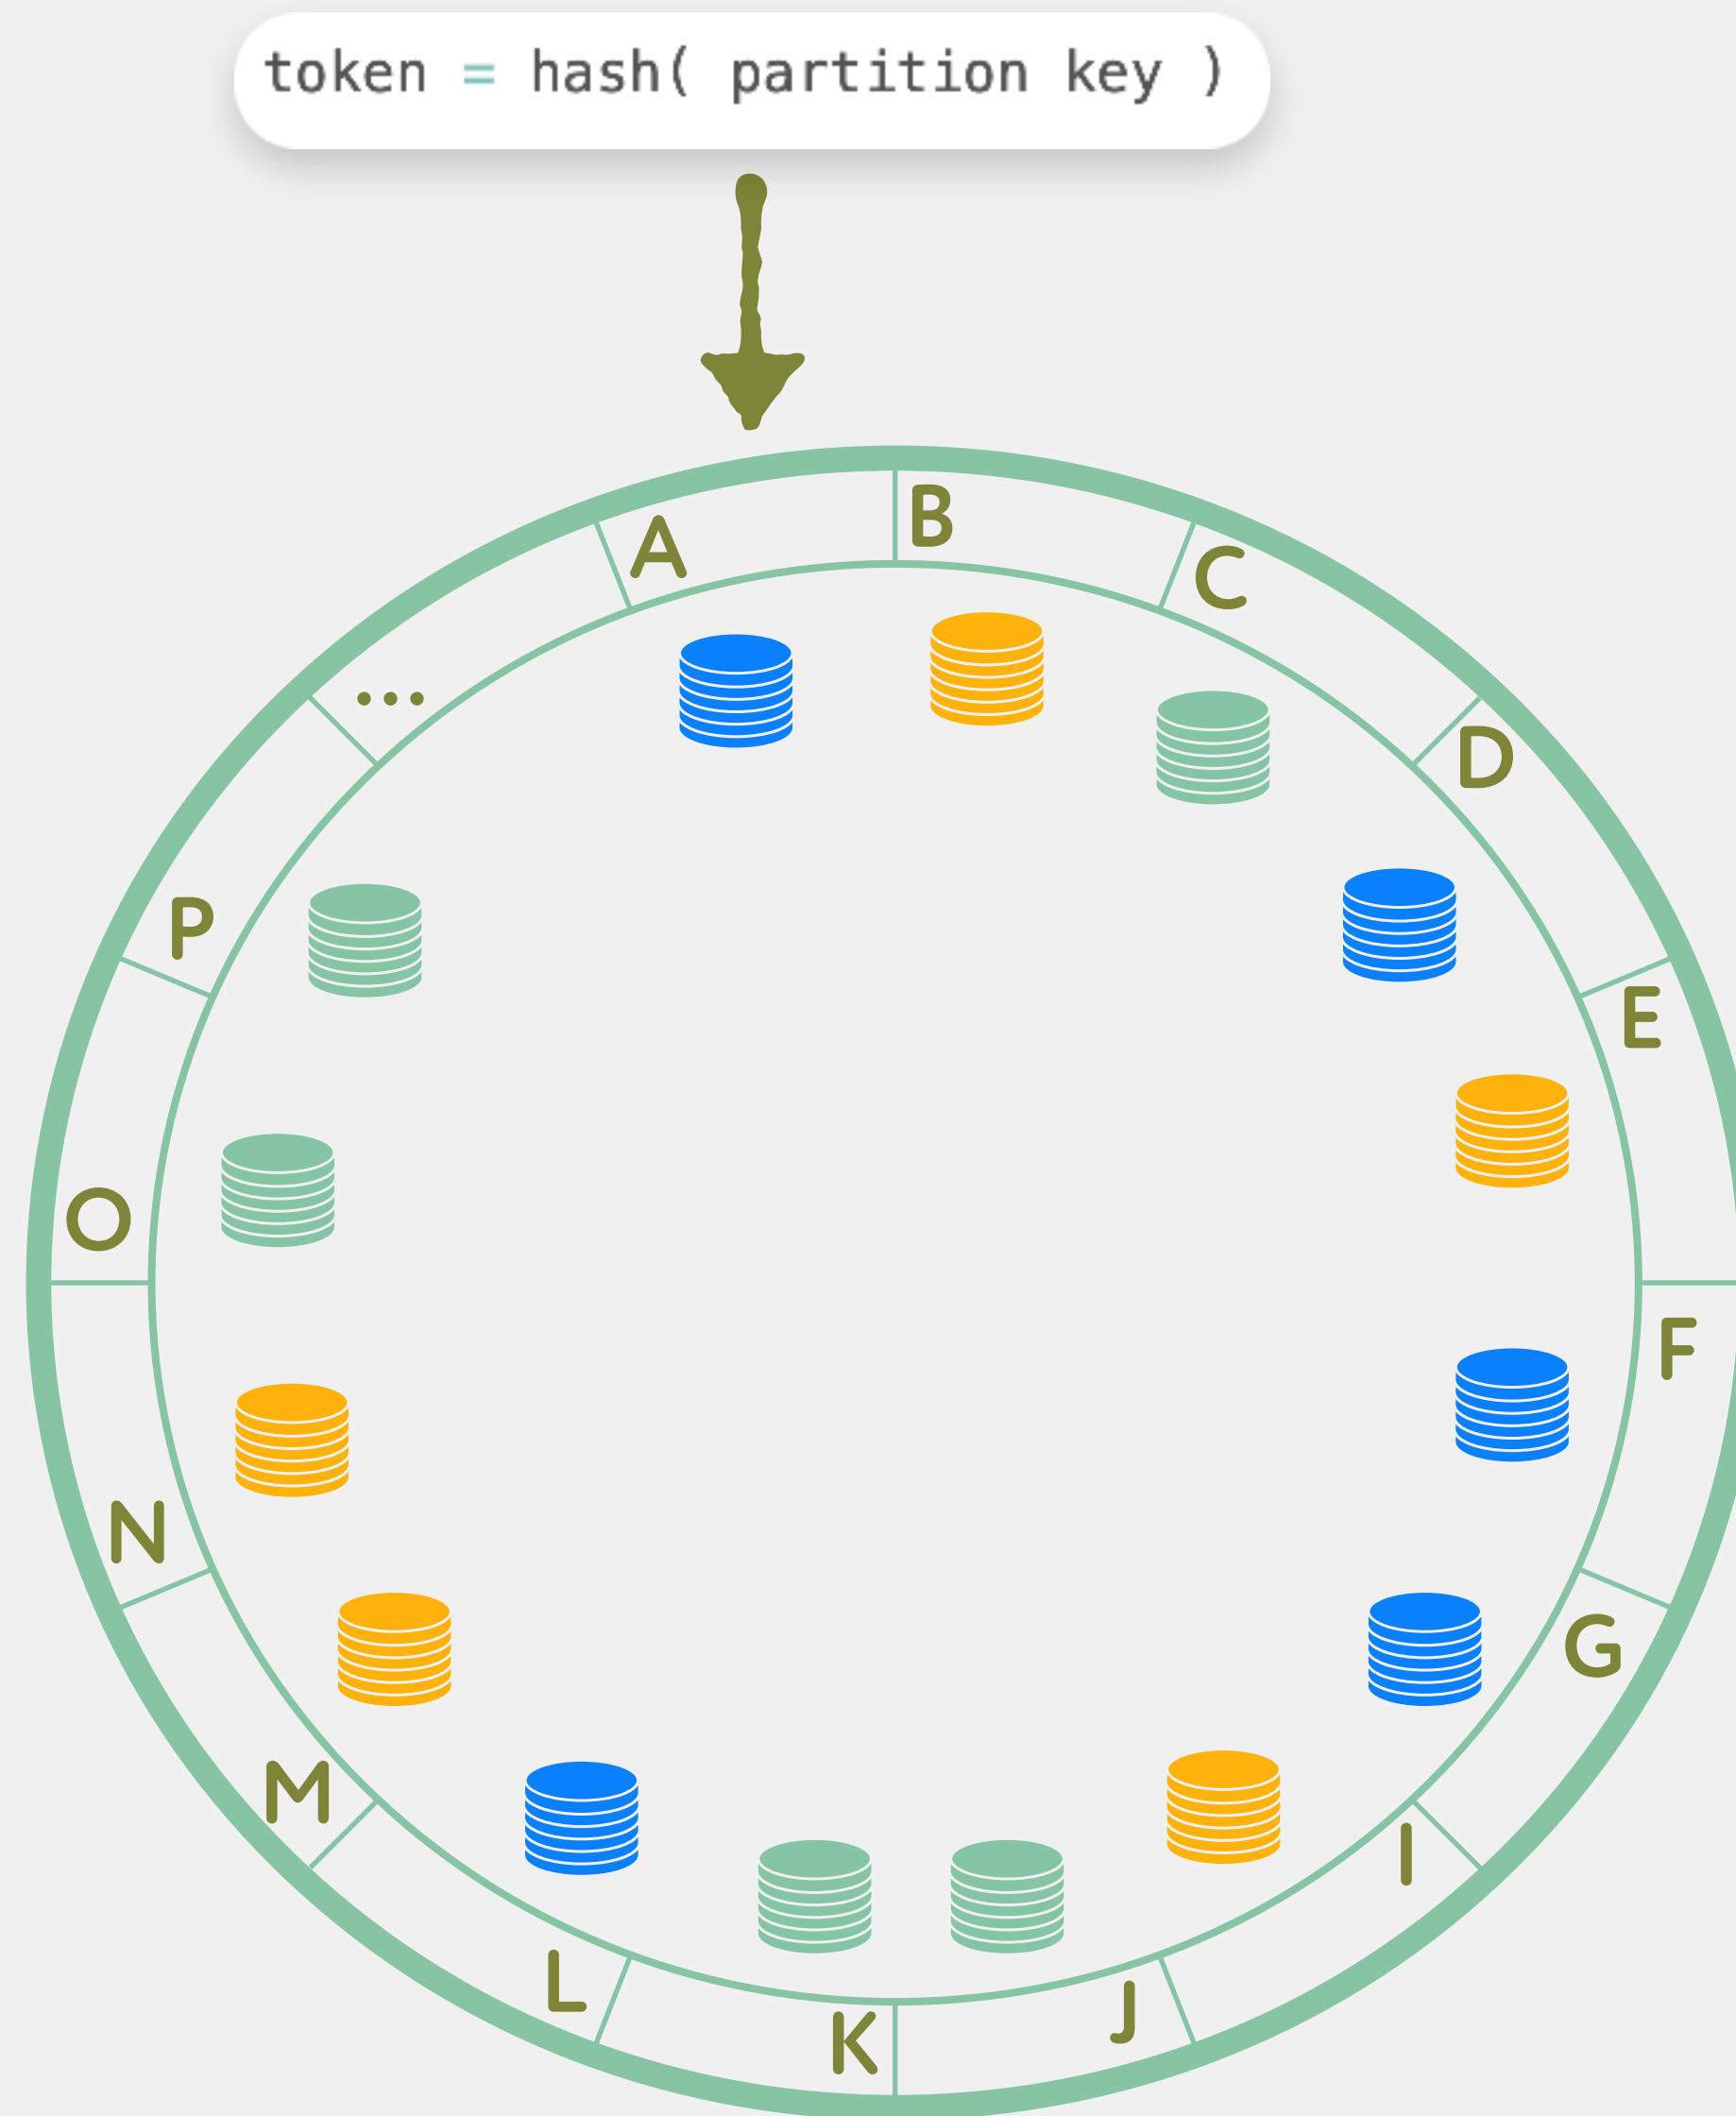 token = hash( partition key )
A
B
C
D
E
F
G
I
J
K
L
M
N
O
P
...